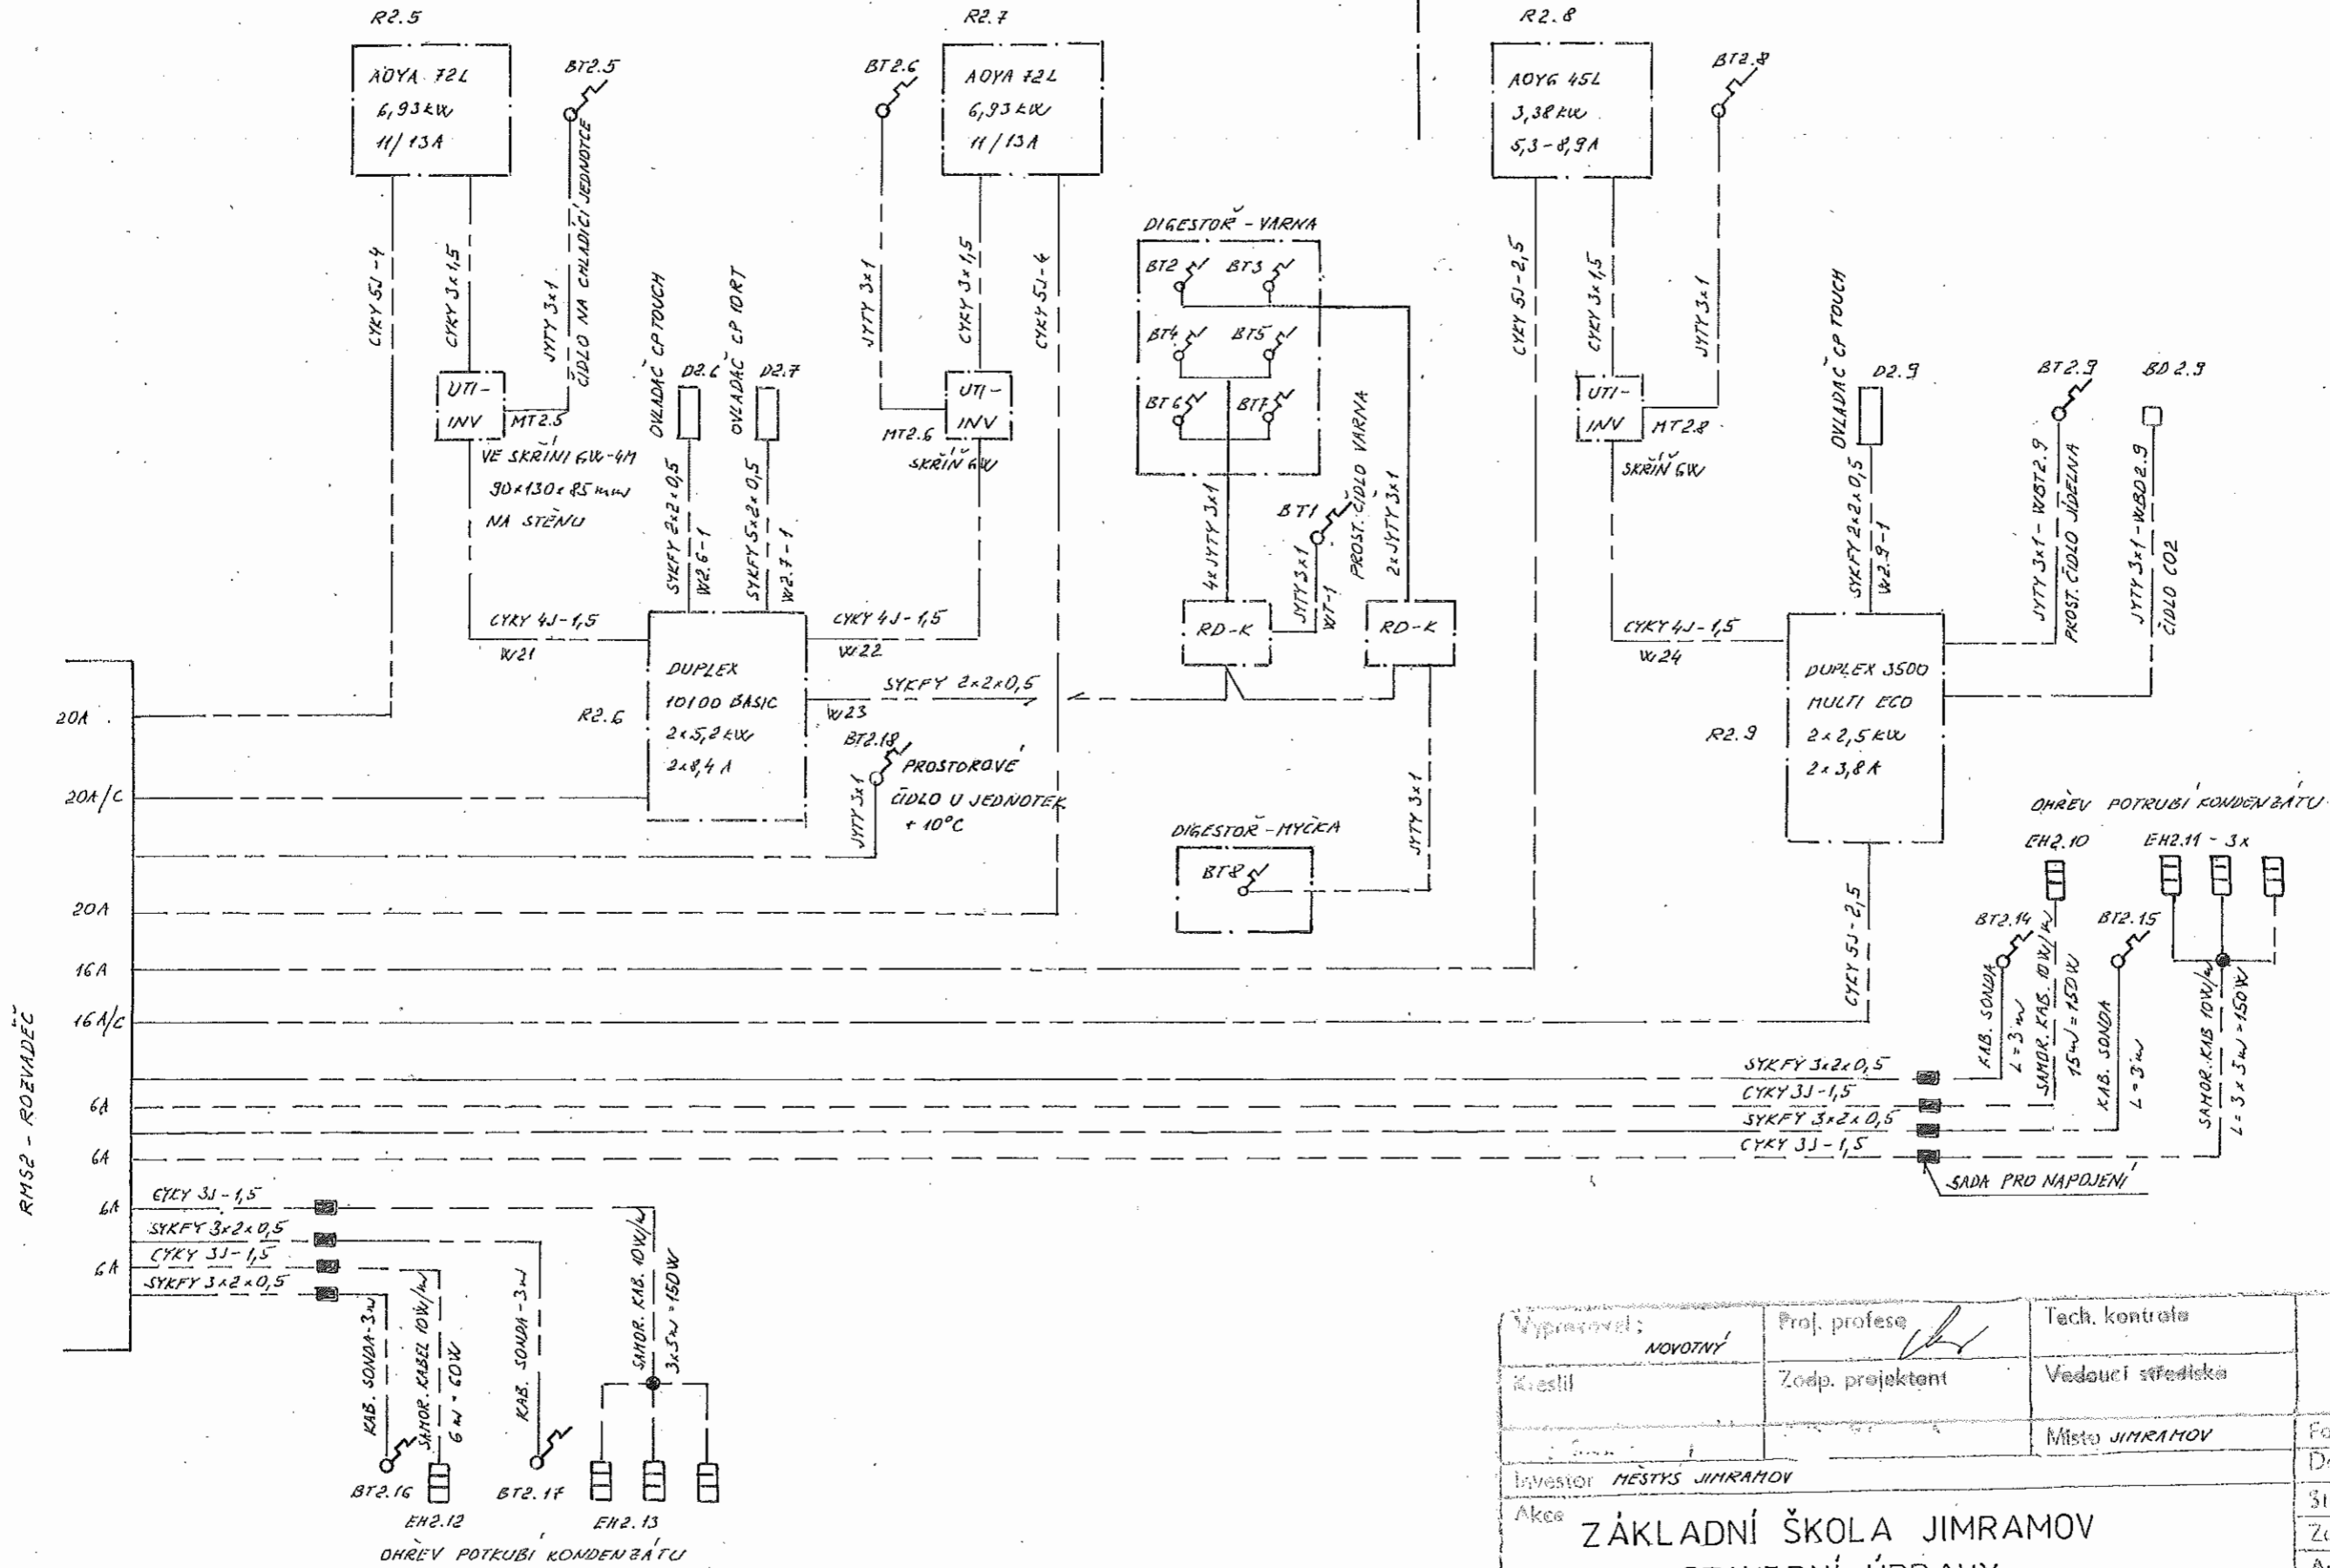 R2.5
AOYA 72L
6,93 kW
11/13A
BT2.5
CYKY 5J-4
CYKY 3x1,5
JYTY 3x1
ČIDLO NA CHLADÍCÍ JEDNOTCE
UTI-
INV
MT2.5
VE SKŘÍNI GW-4M
90x130x85 mm
NA STĚNU
OVLADAČ CP TOUCH
D2.6
OVLADAČ CP 10RT
D2.7
SYKFY 2x2x0,5
W2.6-1
SYKFY 5x2x0,5
W2.7-1
R2.7
BT2.6
AOYA 72L
6,93 kW
11/13A
JYTY 3x1
CYKY 3x1,5
CYKY 5J-4
UTI-
INV
MT2.6
SKŘÍŇ GW
CYKY 4J-1,5
W21
CYKY 4J-1,5
W22
R2.6
DUPLEX
10100 BASIC
2x5,2 kW
2x8,4 A
SYKFY 2x2x0,5
W23
BT2.18
PROSTOROVÉ
ČIDLO U JEDNOTEK
+ 10°C
JYTY 3x1
DIGESTOŘ - VARNA
BT2
BT3
BT4
BT5
BT6
BT7
4xJYTY 3x1
JYTY 3x1
WT-1
BT1
PROST. ČIDLO VARNA
2xJYTY 3x1
RD-K
RD-K
JYTY 3x1
DIGESTOŘ - MYČKA
BT8
R2.8
AOYG 45L
3,38 kW
5,3-8,9A
BT2.8
CYKY 5J-2,5
CYKY 3x1,5
JYTY 3x1
UTI-
INV
MT2.8
SKŘÍŇ GW
OVLADAČ CP TOUCH
D2.9
SYKFY 2x2x0,5
W2.9-1
BT2.9
BD2.9
JYTY 3x1 - WBT2.9
PROST. ČIDLO JÍDELNA
JYTY 3x1 - WBD2.9
ČIDLO CO2
CYKY 4J-1,5
W24
R2.9
DUPLEX 3500
MULTI ECO
2x2,5 kW
2x3,8A
CYKY 5J-2,5
OHŘEV POTRUBÍ KONDENZÁTU
EH2.10
EH2.11 - 3x
BT2.14
BT2.15
KAB. SONDA
L=3m
SAMOR. KAB. 10W/m
15m=150W
KAB. SONDA
L=3m
SAMOR. KAB 10W/m
L=3x5m=150W
RMS2 - ROZVADĚČ
20A
20A/C
20A
16A
16A/C
6A
6A
6A
6A
SYKFY 3x2x0,5
CYKY 3J-1,5
SYKFY 3x2x0,5
CYKY 3J-1,5
SADA PRO NAPOJENÍ
CYKY 3J-1,5
SYKFY 3x2x0,5
CYKY 3J-1,5
SYKFY 3x2x0,5
KAB. SONDA-3m
SAMOR. KABEL 10W/m
6m=60W
KAB. SONDA-3m
SAMOR. KAB. 10W/m
3x5m=150W
BT2.16
EH2.12
BT2.17
EH2.13
OHŘEV POTRUBÍ KONDENZÁTU
Vypracoval:
NOVOTNÝ
Proj. profese
Tech. kontrola
Kreslil
Zodp. projektant
Vedoucí střediska
Místo JIMRAMOV
Investor MĚSTYS JIMRAMOV
Akce
ZÁKLADNÍ ŠKOLA JIMRAMOV